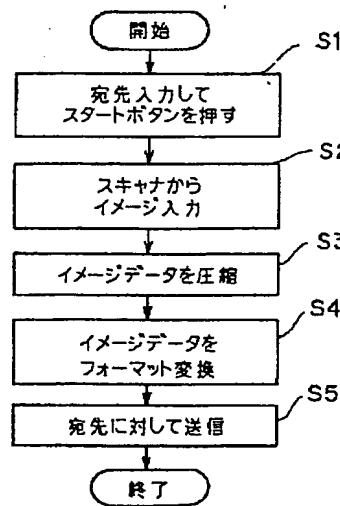 開始
S1
宛先入力して
スタートボタンを押す
S2
スキャナから
イメージ入力
S3
イメージデータを圧縮
S4
イメージデータを
フォーマット変換
S5
宛先に対して送信
終了